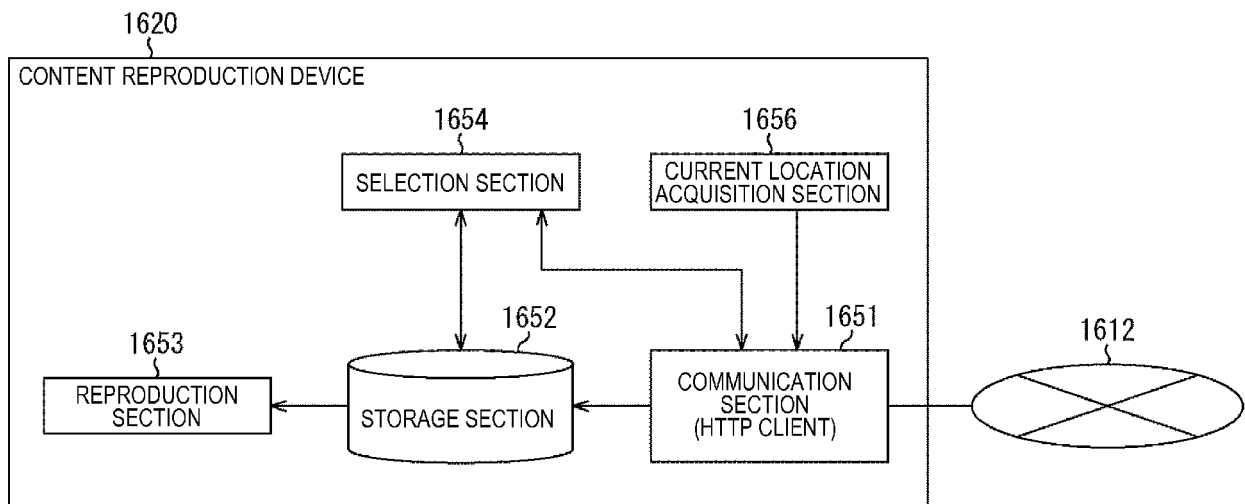 1620
CONTENT REPRODUCTION DEVICE
1654
SELECTION SECTION
1656
CURRENT LOCATION
ACQUISITION SECTION
1653
REPRODUCTION
SECTION
1652
STORAGE SECTION
1651
COMMUNICATION
SECTION
(HTTP CLIENT)
1612